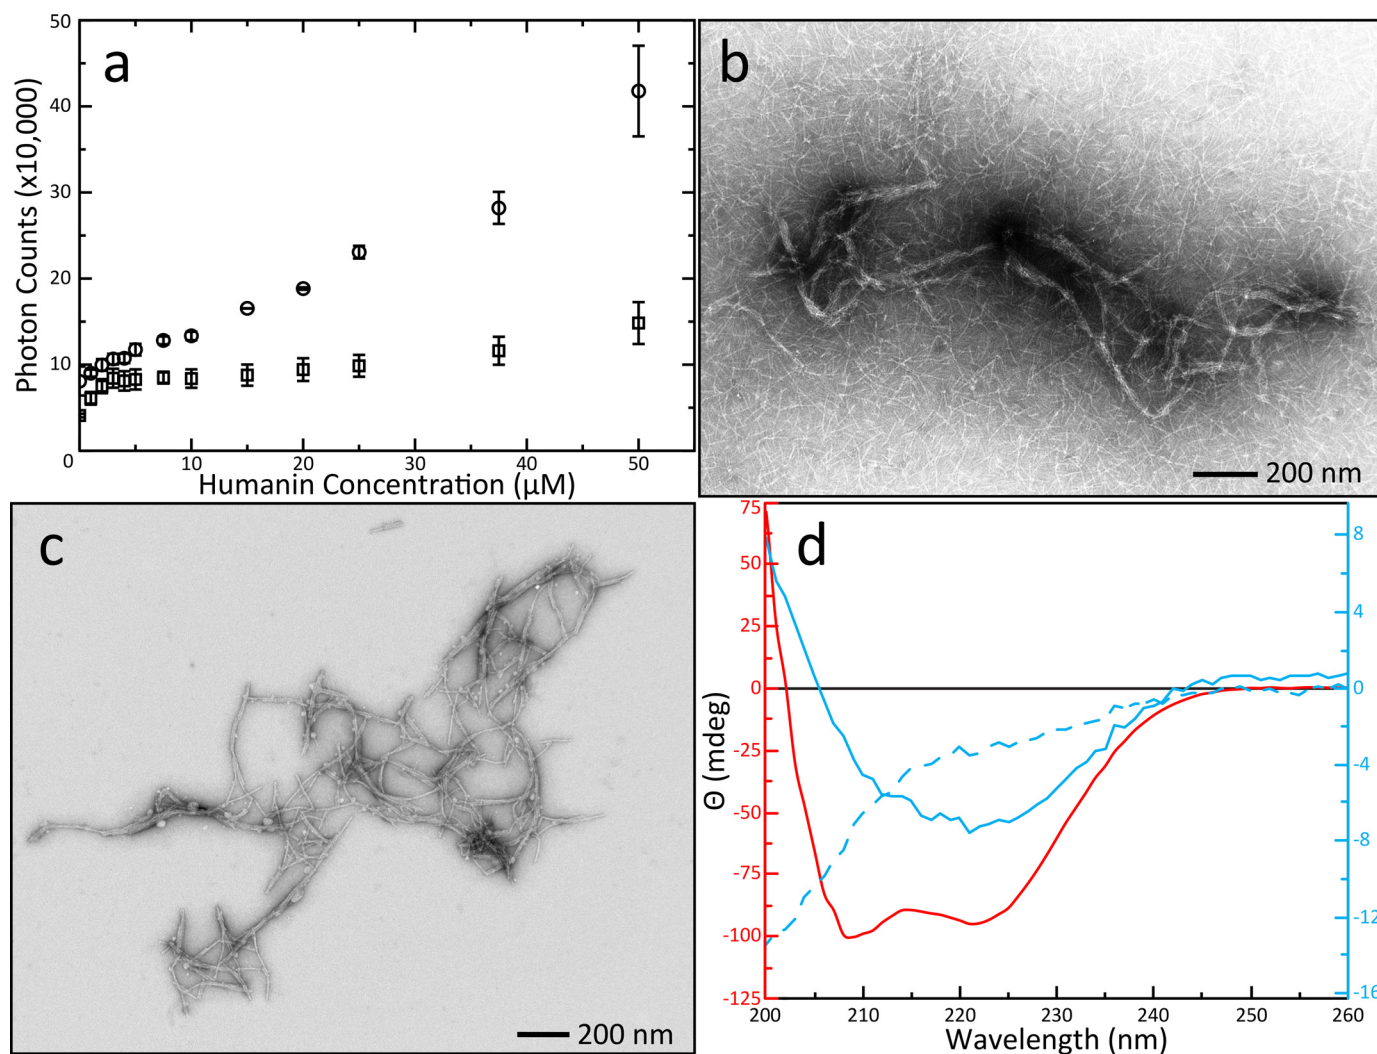 a
Photon Counts (x10,000)
50
40
30
20
10
0 10 20 30 40 50
Humanin Concentration (µM)
b
200 nm
c
200 nm
d
Θ (mdeg)
75
50
25
0
-25
-50
-75
-100
-125
8
4
0
-4
-8
-12
-16
200 210 220 230 240 250 260
Wavelength (nm)